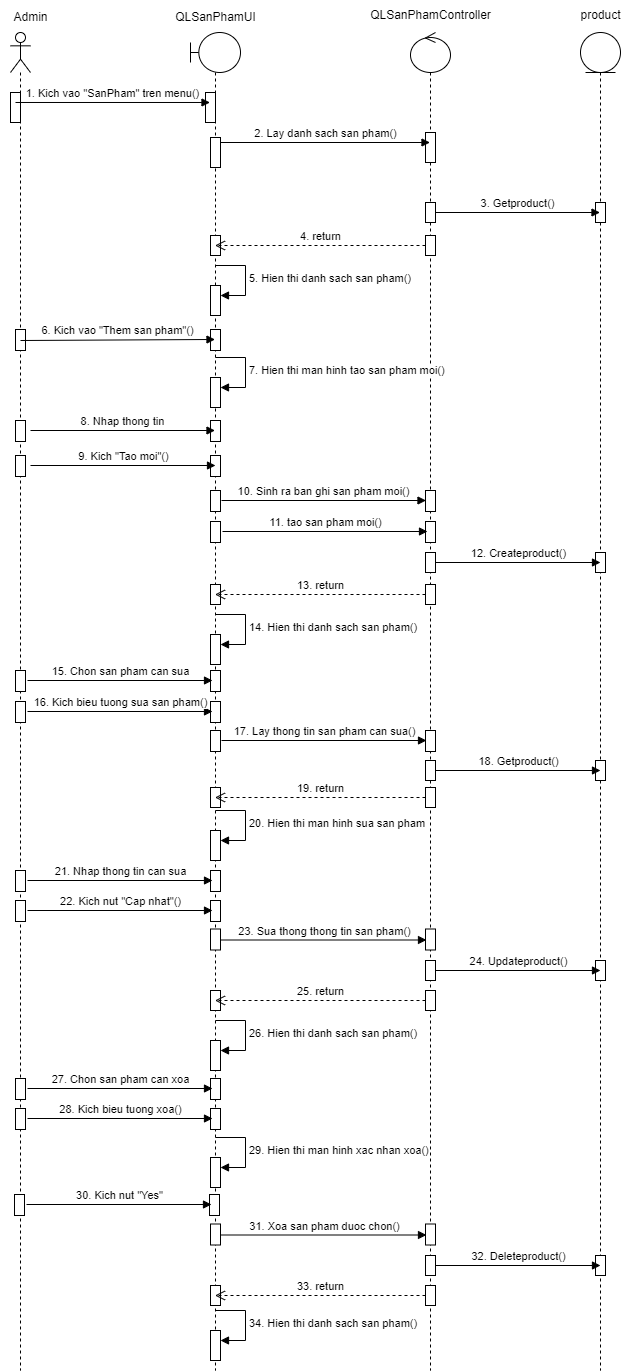 Admin
QLSanPhamUI
QLSanPhamController
product
1. Kich vao "SanPham" tren menu()
2. Lay danh sach san pham()
3. Getproduct()
4. return
5. Hien thi danh sach san pham()
6. Kich vao "Them san pham"()
7. Hien thi man hinh tao san pham moi()
8. Nhap thong tin
9. Kich "Tao moi"()
10. Sinh ra ban ghi san pham moi()
11. tao san pham moi()
12. Createproduct()
13. return
14. Hien thi danh sach san pham()
15. Chon san pham can sua
16. Kich bieu tuong sua san pham()
17. Lay thong tin san pham can sua()
18. Getproduct()
19. return
20. Hien thi man hinh sua san pham
21. Nhap thong tin can sua
22. Kich nut "Cap nhat"()
23. Sua thong thong tin san pham()
24. Updateproduct()
25. return
26. Hien thi danh sach san pham()
27. Chon san pham can xoa
28. Kich bieu tuong xoa()
29. Hien thi man hinh xac nhan xoa()
30. Kich nut "Yes"
31. Xoa san pham duoc chon()
32. Deleteproduct()
33. return
34. Hien thi danh sach san pham()